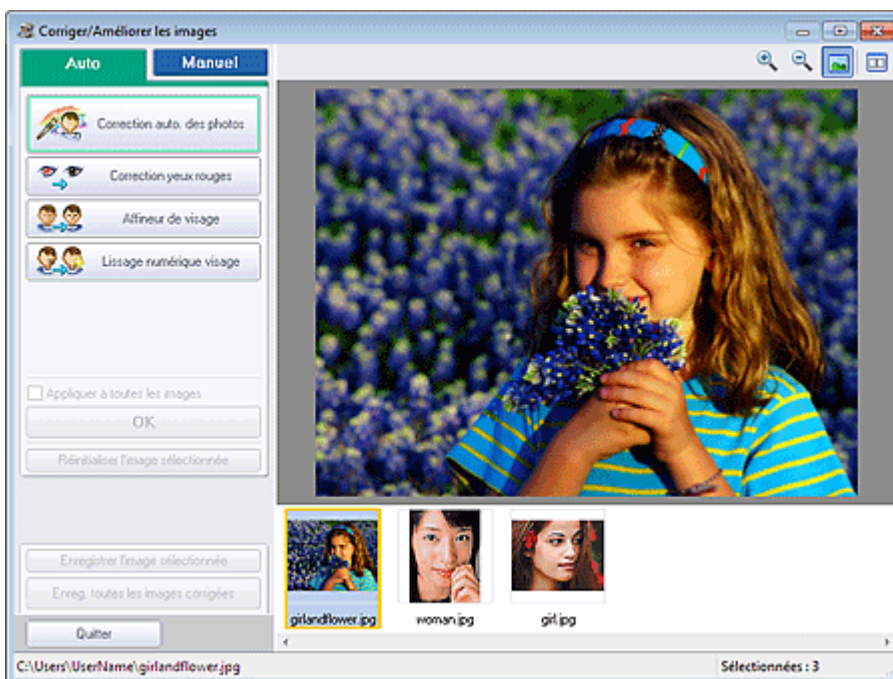 Corriger/Améliorer les images
Auto
Manuel
Correction auto. des photos
Correction yeux rouges
Affineur de visage
Lissage numérique visage
Appliquer à toutes les images
OK
Réinitialiser l'image sélectionnée
Enregistrer l'image sélectionnée
Enreg. toutes les images corrigées
Quitter
girlandflower.jpg
woman.jpg
girl.jpg
C:\Users\UserName\girlandflower.jpg
Sélectionnées : 3